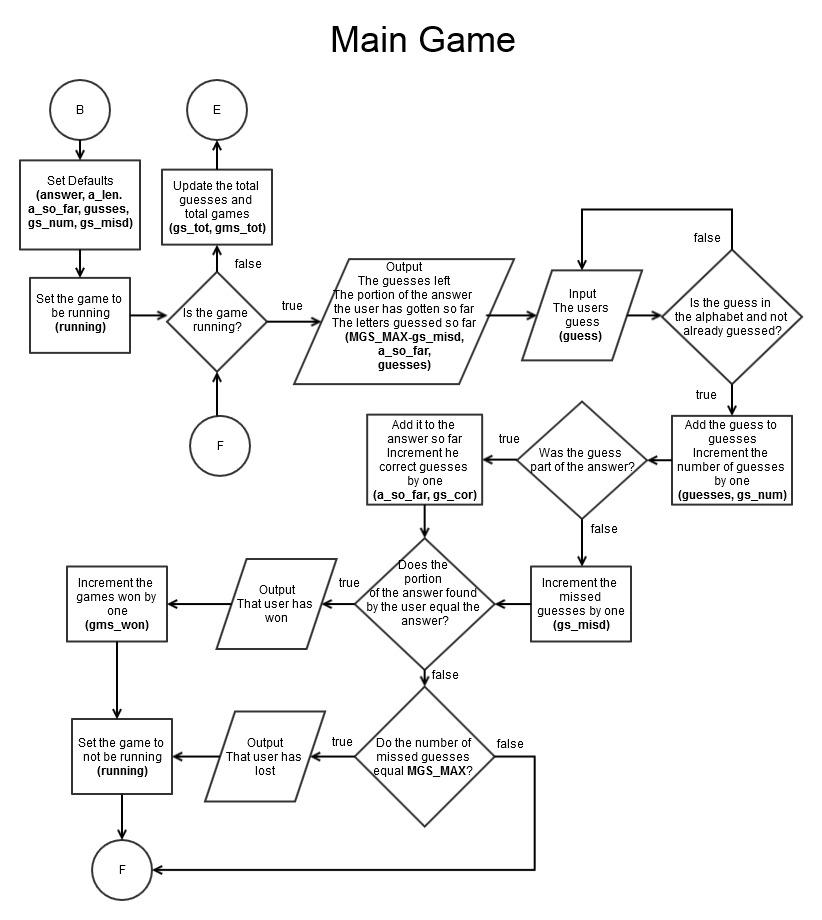 Main Game
B
E
Set Defaults
(answer, a_len.
a_so_far, gusses,
gs_num, gs_misd)
Update the total
guesses and
total games
(gs_tot, gms_tot)
false
Set the game to
be running
(running)
Is the game
running?
true
Output
The guesses left
The portion of the answer
the user has gotten so far
The letters guessed so far
(MGS_MAX-gs_misd,
a_so_far,
guesses)
Input
The users
guess
(guess)
false
Is the guess in
the alphabet and not
already guessed?
true
F
Add the guess to
guesses
Increment the
number of guesses
by one
(guesses, gs_num)
Was the guess
part of the answer?
true
Add it to the
answer so far
Increment he
correct guesses
by one
(a_so_far, gs_cor)
false
Increment the
missed
guesses by one
(gs_misd)
Does the
portion
of the answer found
by the user equal the
answer?
true
Output
That user has
won
Increment the
games won by
one
(gms_won)
false
Do the number of
missed guesses
equal MGS_MAX?
true
false
Output
That user has
lost
Set the game to
not be running
(running)
F